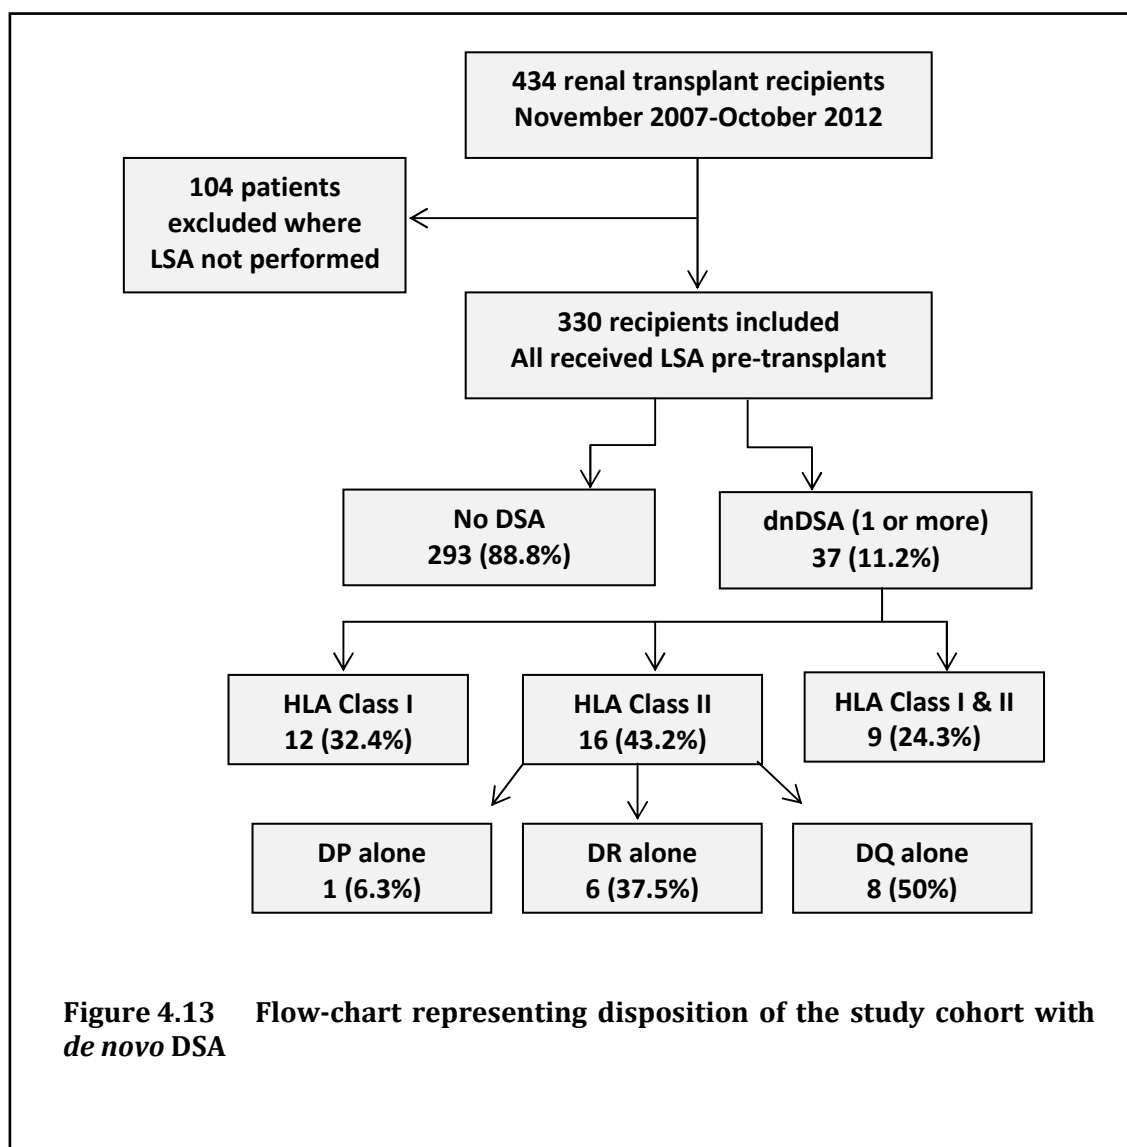 434 renal transplant recipients
November 2007-October 2012
104 patients
excluded where
LSA not performed
330 recipients included
All received LSA pre-transplant
No DSA
293 (88.8%)
dnDSA (1 or more)
37 (11.2%)
HLA Class I
12 (32.4%)
HLA Class II
16 (43.2%)
HLA Class I & II
9 (24.3%)
DP alone
1 (6.3%)
DR alone
6 (37.5%)
DQ alone
8 (50%)
Figure 4.13 Flow-chart representing disposition of the study cohort with
de novo DSA